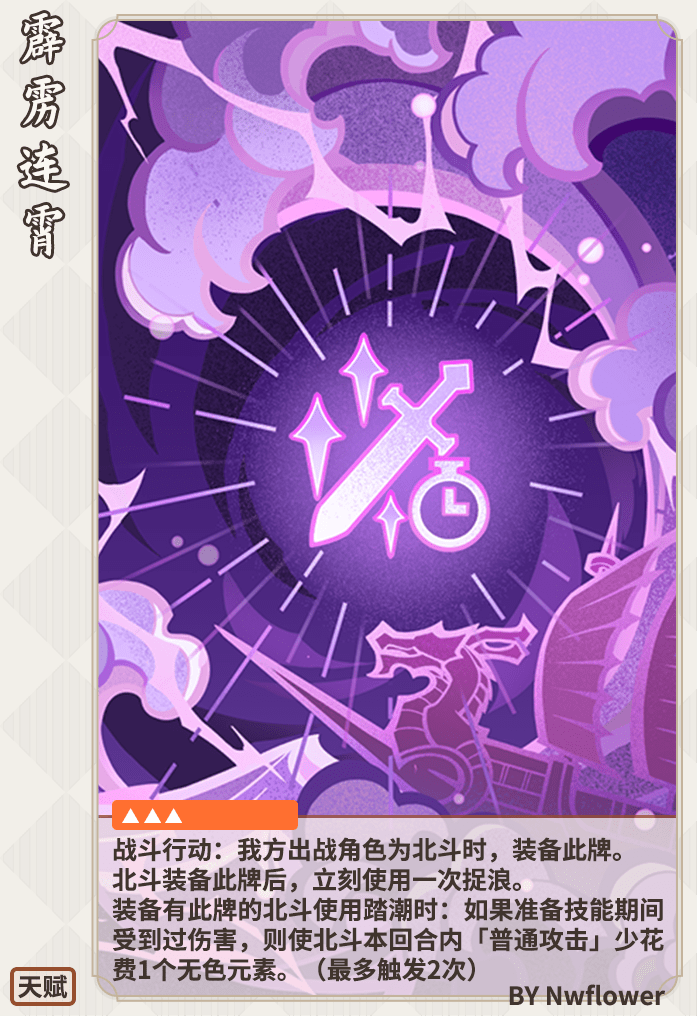 霹雳连霄
战斗行动：我方出战角色为北斗时，装备此牌。
北斗装备此牌后，立刻使用一次捉浪。
装备有此牌的北斗使用踏潮时：如果准备技能期间
受到过伤害，则使北斗本回合内「普通攻击」少花
费1个无色元素。（最多触发2次）
天赋
BY Nwflower